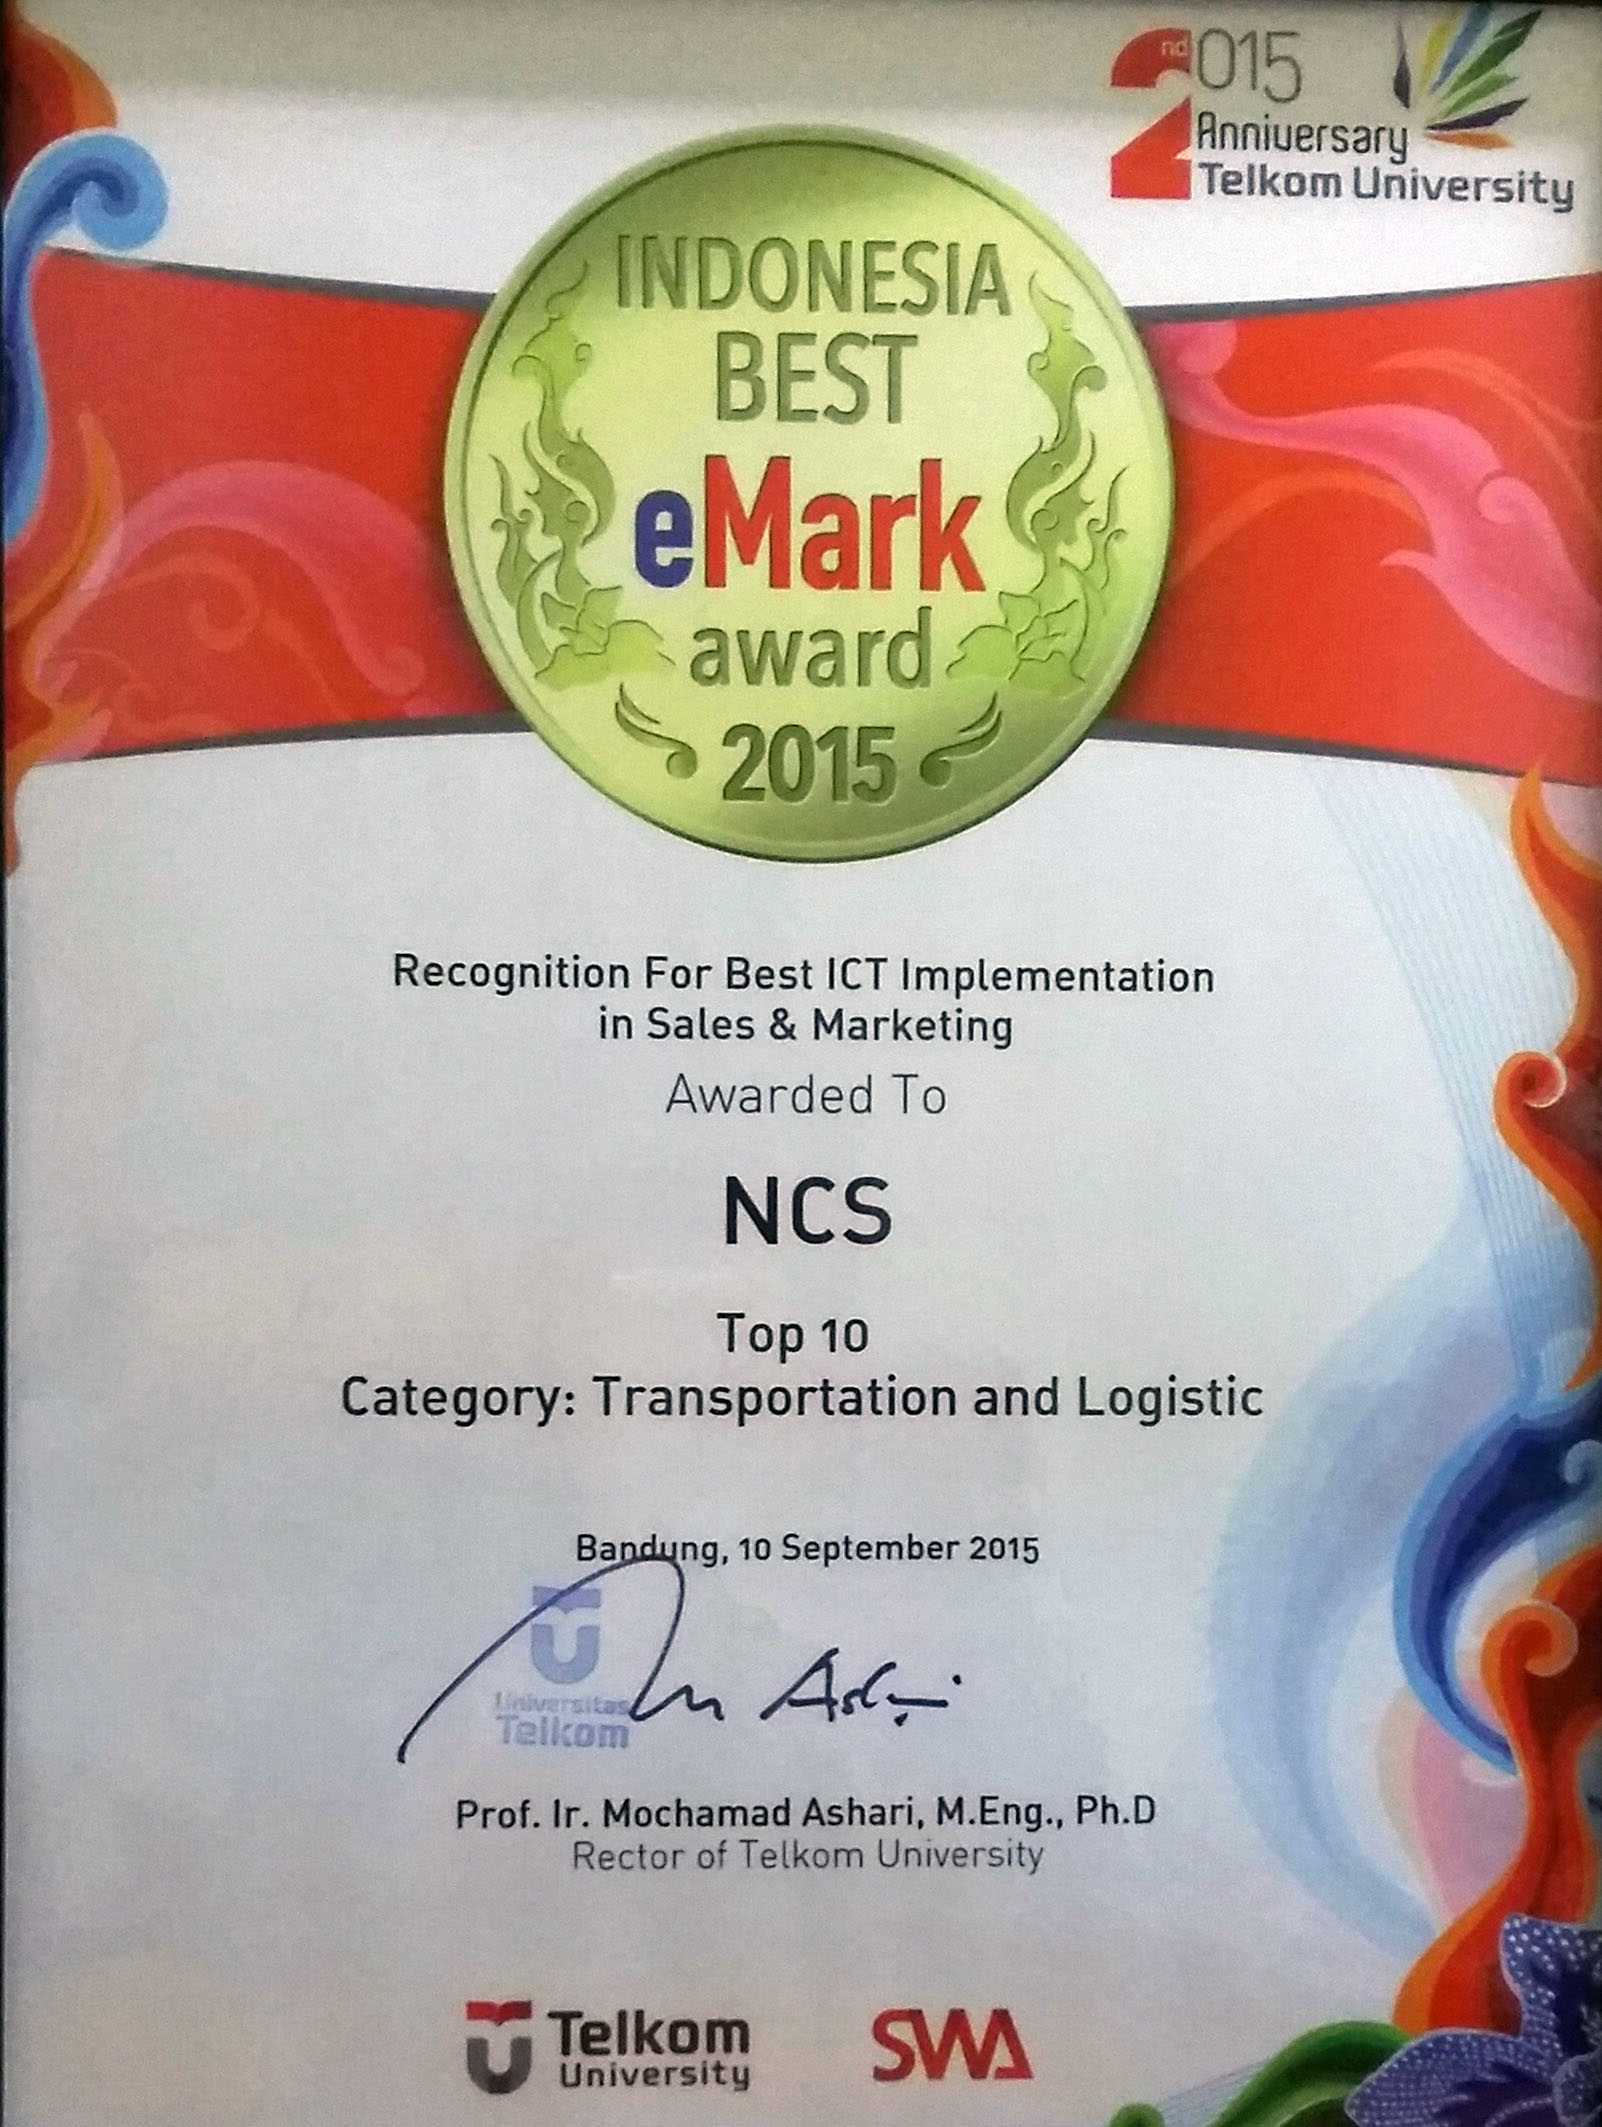 2nd 015
Anniversary
Telkom University
INDONESIA
BEST
eMark
award
2015
Recognition For Best ICT Implementation
in Sales & Marketing
Awarded To
NCS
Top 10
Category: Transportation and Logistic
Bandung, 10 September 2015
Universitas
Telkom
Prof. Ir. Mochamad Ashari, M.Eng., Ph.D
Rector of Telkom University
Telkom
University
SWA